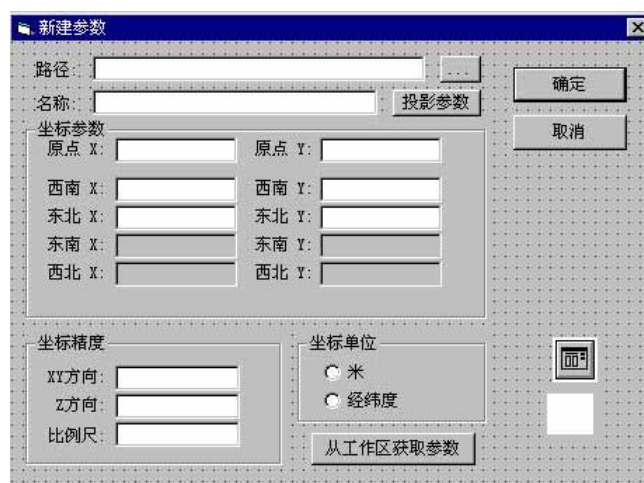 新建参数
路径:
...
名称:
投影参数
确定
取消
坐标参数
原点 X:
原点 Y:
西南 X:
西南 Y:
东北 X:
东北 Y:
东南 X:
东南 Y:
西北 X:
西北 Y:
坐标精度
XY方向:
Z方向:
比例尺:
坐标单位
米
经纬度
从工作区获取参数